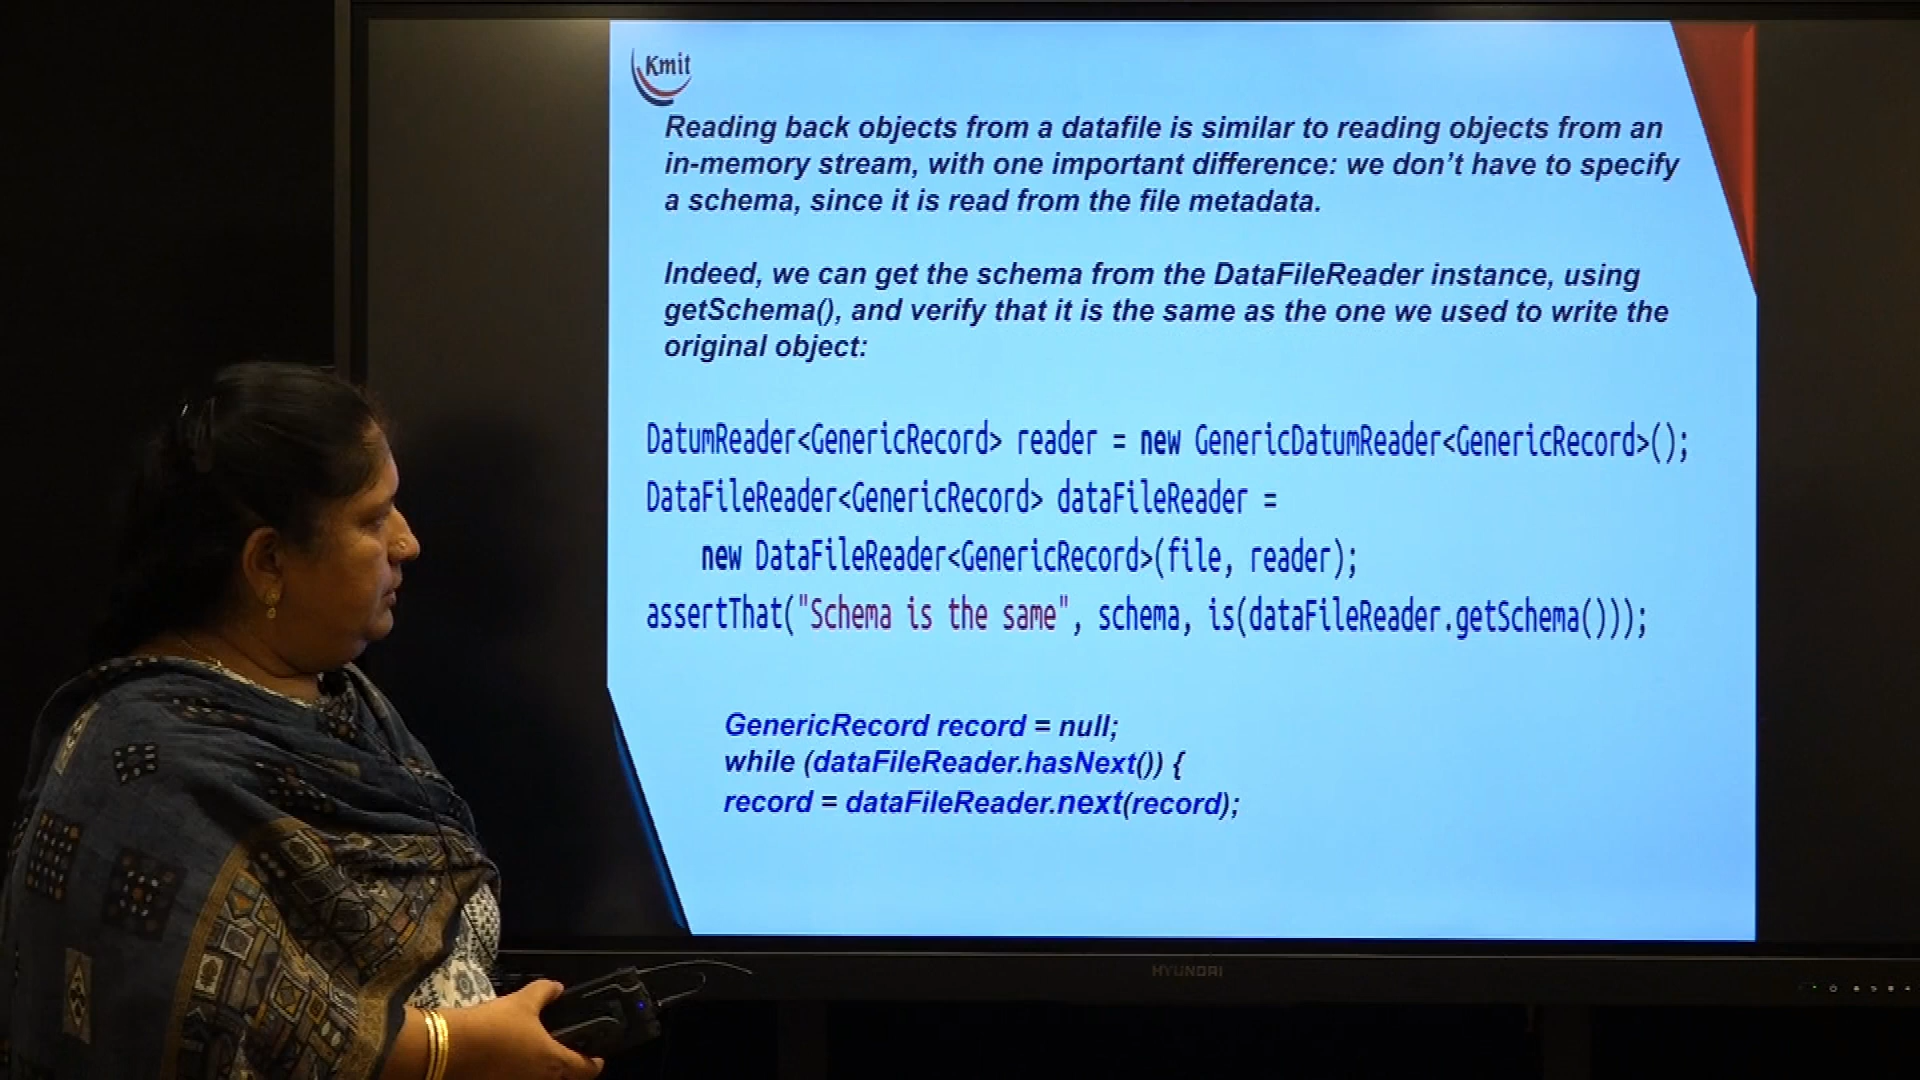 Kmit
Reading back objects from a datafile is similar to reading objects from an
in-memory stream, with one important difference: we don’t have to specify
a schema, since it is read from the file metadata.
Indeed, we can get the schema from the DataFileReader instance, using
getSchema(), and verify that it is the same as the one we used to write the
original object:
DatumReader<GenericRecord> reader = new GenericDatumReader<GenericRecord>();
DataFileReader<GenericRecord> dataFileReader =
new DataFileReader<GenericRecord>(file, reader);
assertThat("Schema is the same", schema, is(dataFileReader.getSchema()));
GenericRecord record = null;
while (dataFileReader.hasNext()) {
record = dataFileReader.next(record);
HYUNDAI